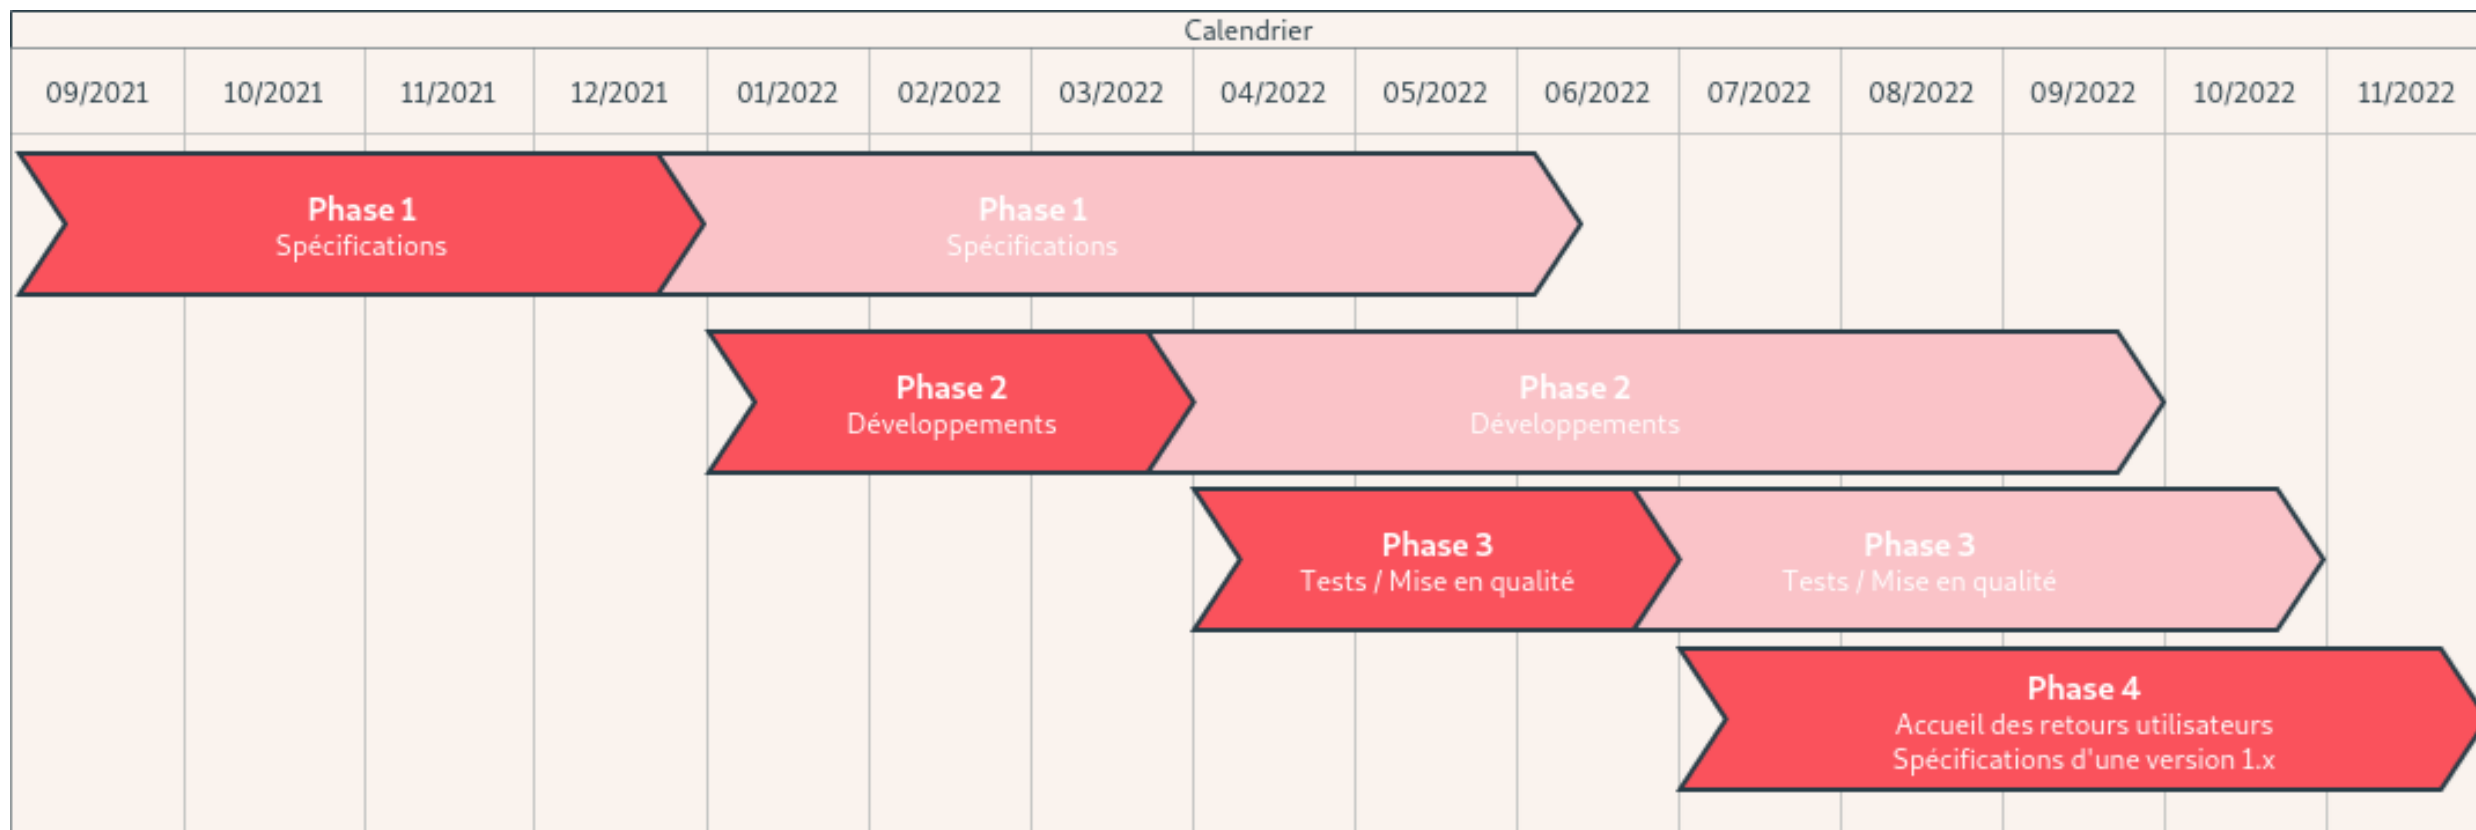 Calendrier
09/2021 10/2021 11/2021 12/2021 01/2022 02/2022 03/2022 04/2022 05/2022 06/2022 07/2022 08/2022 09/2022 10/2022 11/2022
Phase 1
Spécifications
Phase 1
Spécifications
Phase 2
Développements
Phase 2
Développements
Phase 3
Tests / Mise en qualité
Phase 3
Tests / Mise en qualité
Phase 4
Accueil des retours utilisateurs
Spécifications d'une version 1.x